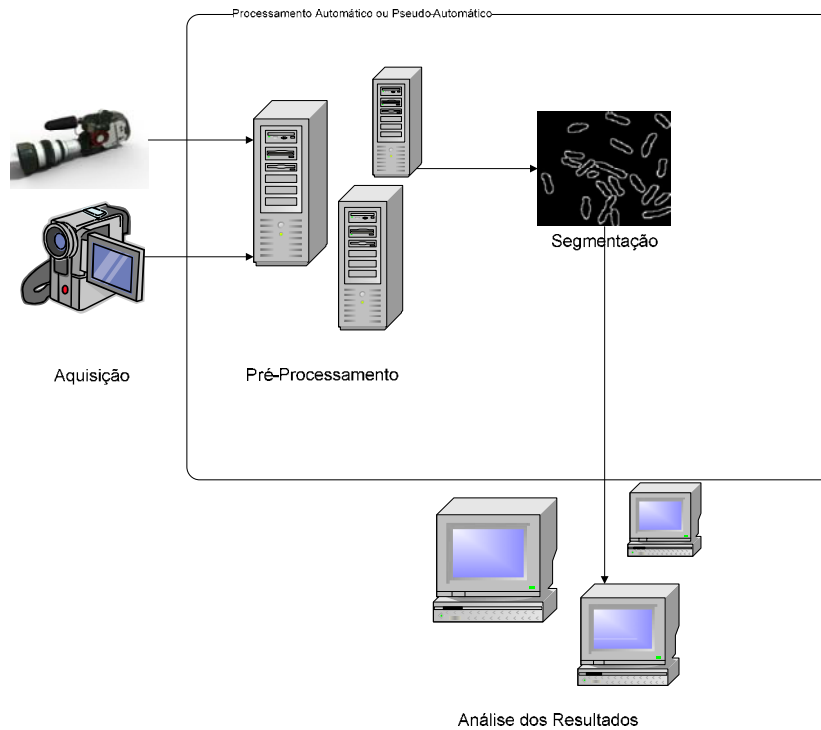 Processamento Automático ou Pseudo-Automático
Segmentação
Aquisição
Pré-Processamento
Análise dos Resultados